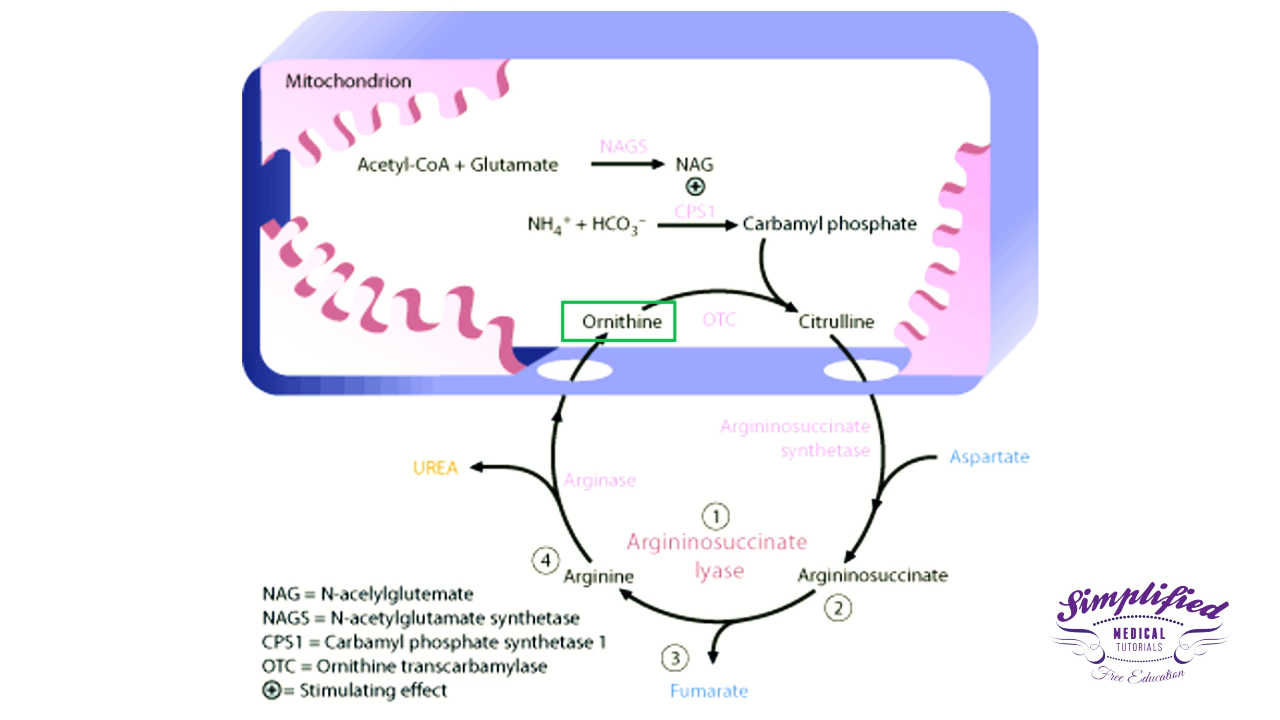 Mitochondrion
NAGS
Acetyl-CoA + Glutamate
NAG
CPS1
NH₄⁺ + HCO₃⁻
Carbamyl phosphate
Ornithine
OTC
Citrulline
Argininosuccinate
synthetase
Aspartate
UREA
Arginase
1
Argininosuccinate
lyase
4
Arginine
Argininosuccinate
2
3
Fumarate
NAG = N-acelylglutemate
NAGS = N-acetylglutamate synthetase
CPS1 = Carbamyl phosphate synthetase 1
OTC = Ornithine transcarbamylase
⊕= Stimulating effect
Simplified
MEDICAL
TUTORIALS
Free Education